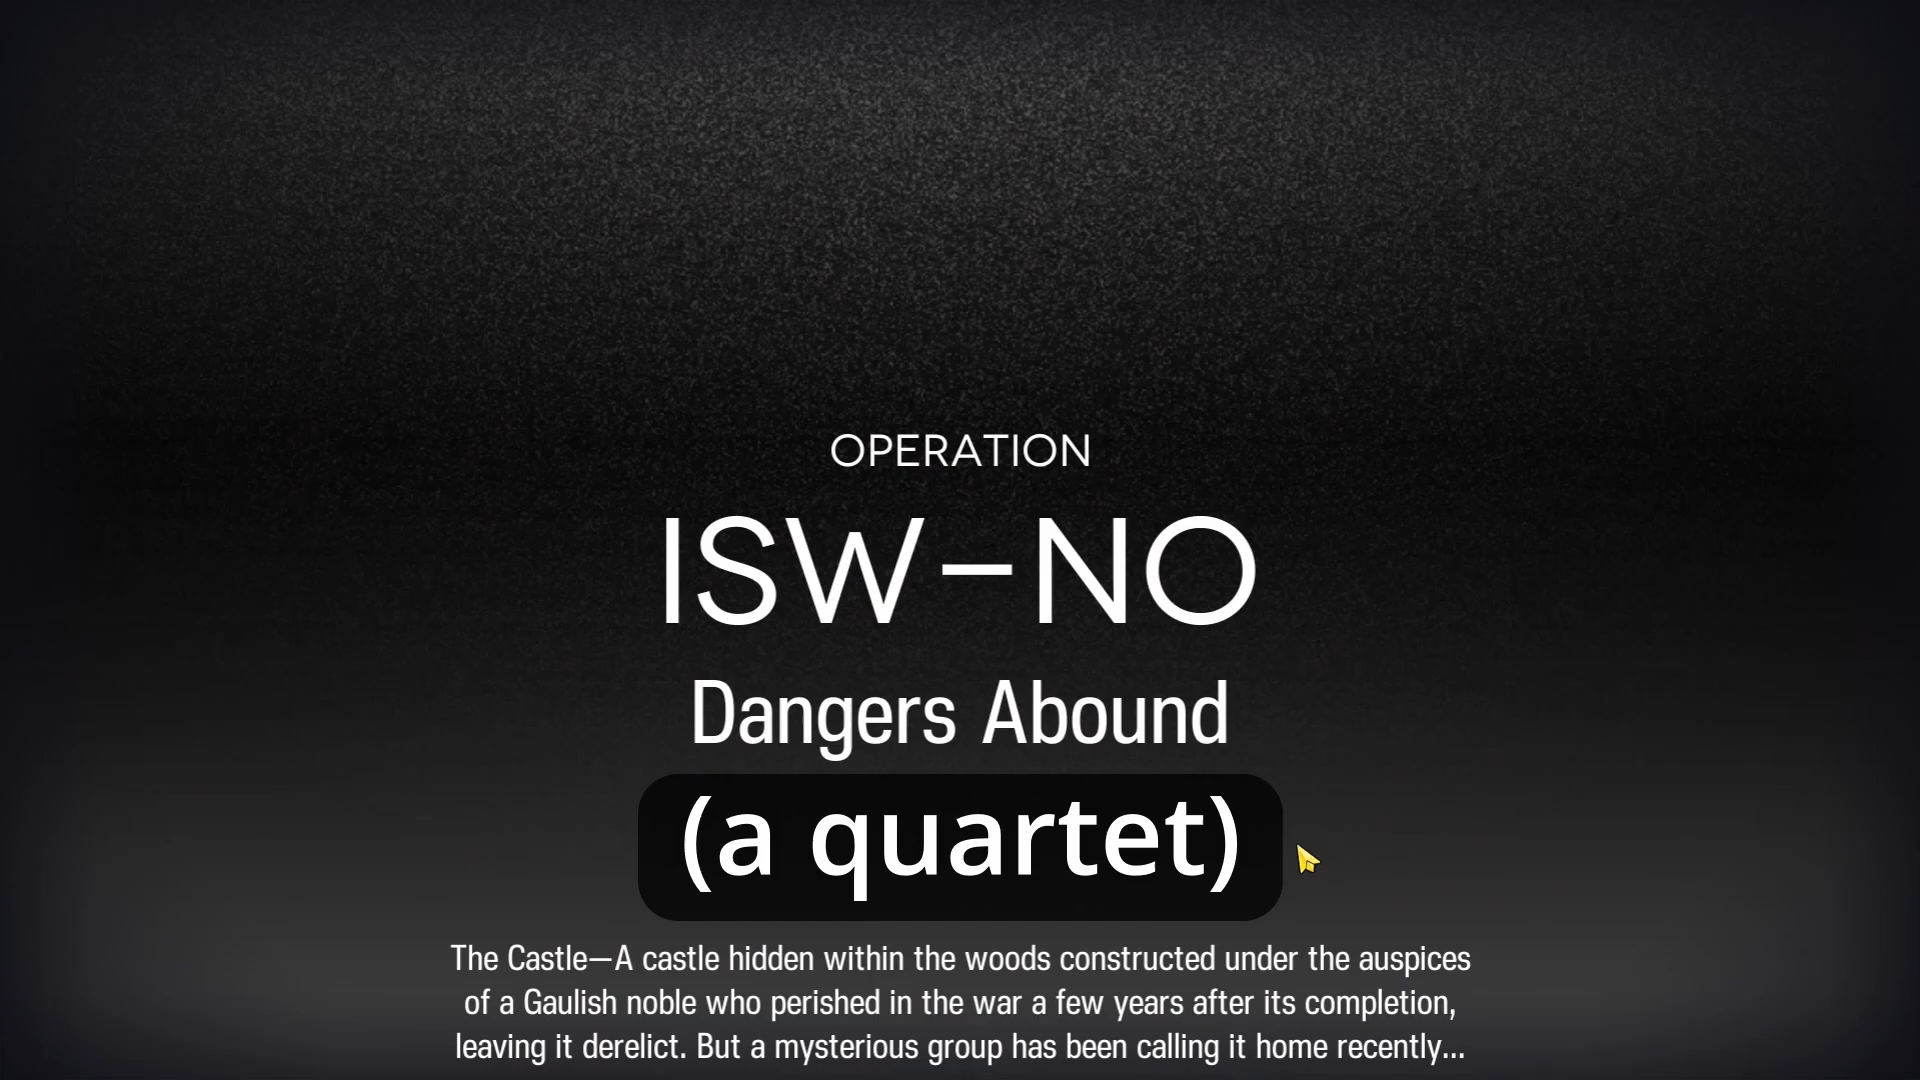 OPERATION
ISW-NO
Dangers Abound
(a quartet)
The Castle—A castle hidden within the woods constructed under the auspices
of a Gaulish noble who perished in the war a few years after its completion,
leaving it derelict. But a mysterious group has been calling it home recently...